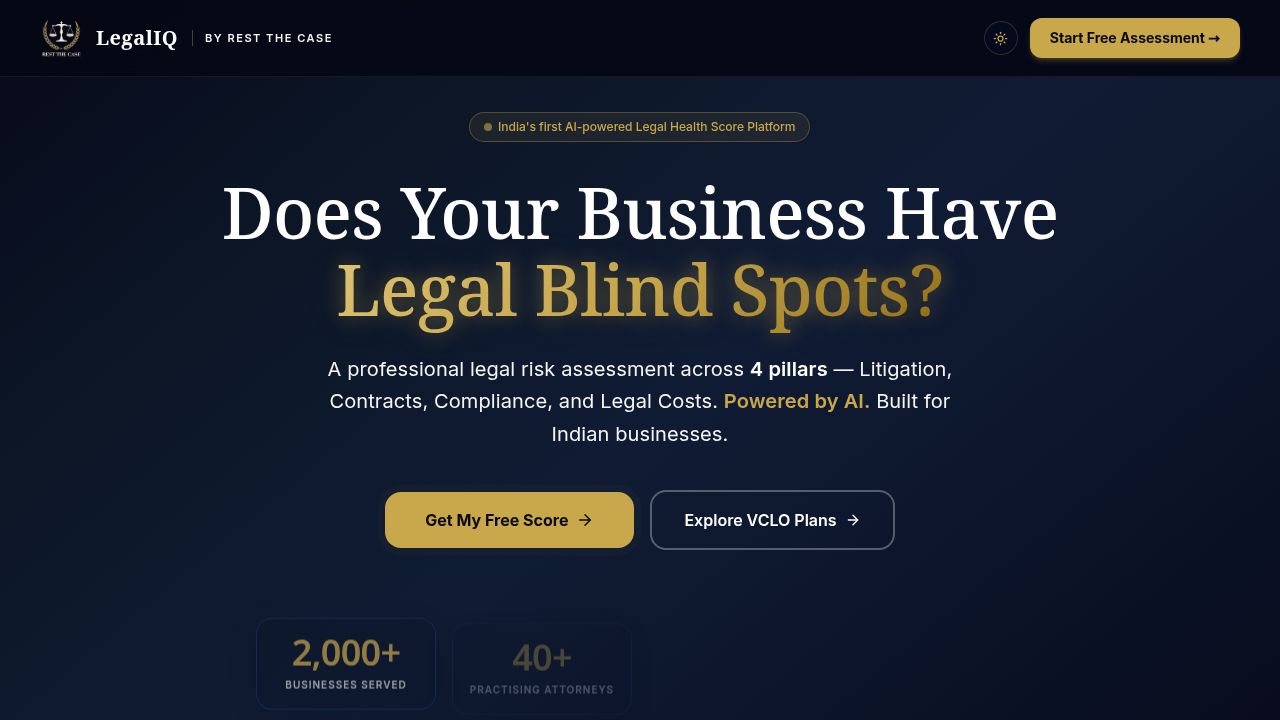 REST THE CASE
LegalIQ
BY REST THE CASE
Start Free Assessment →
India's first AI-powered Legal Health Score Platform
Does Your Business Have
Legal Blind Spots?
A professional legal risk assessment across 4 pillars — Litigation,
Contracts, Compliance, and Legal Costs. Powered by AI. Built for
Indian businesses.
Get My Free Score →
Explore VCLO Plans →
2,000+
BUSINESSES SERVED
40+
PRACTISING ATTORNEYS